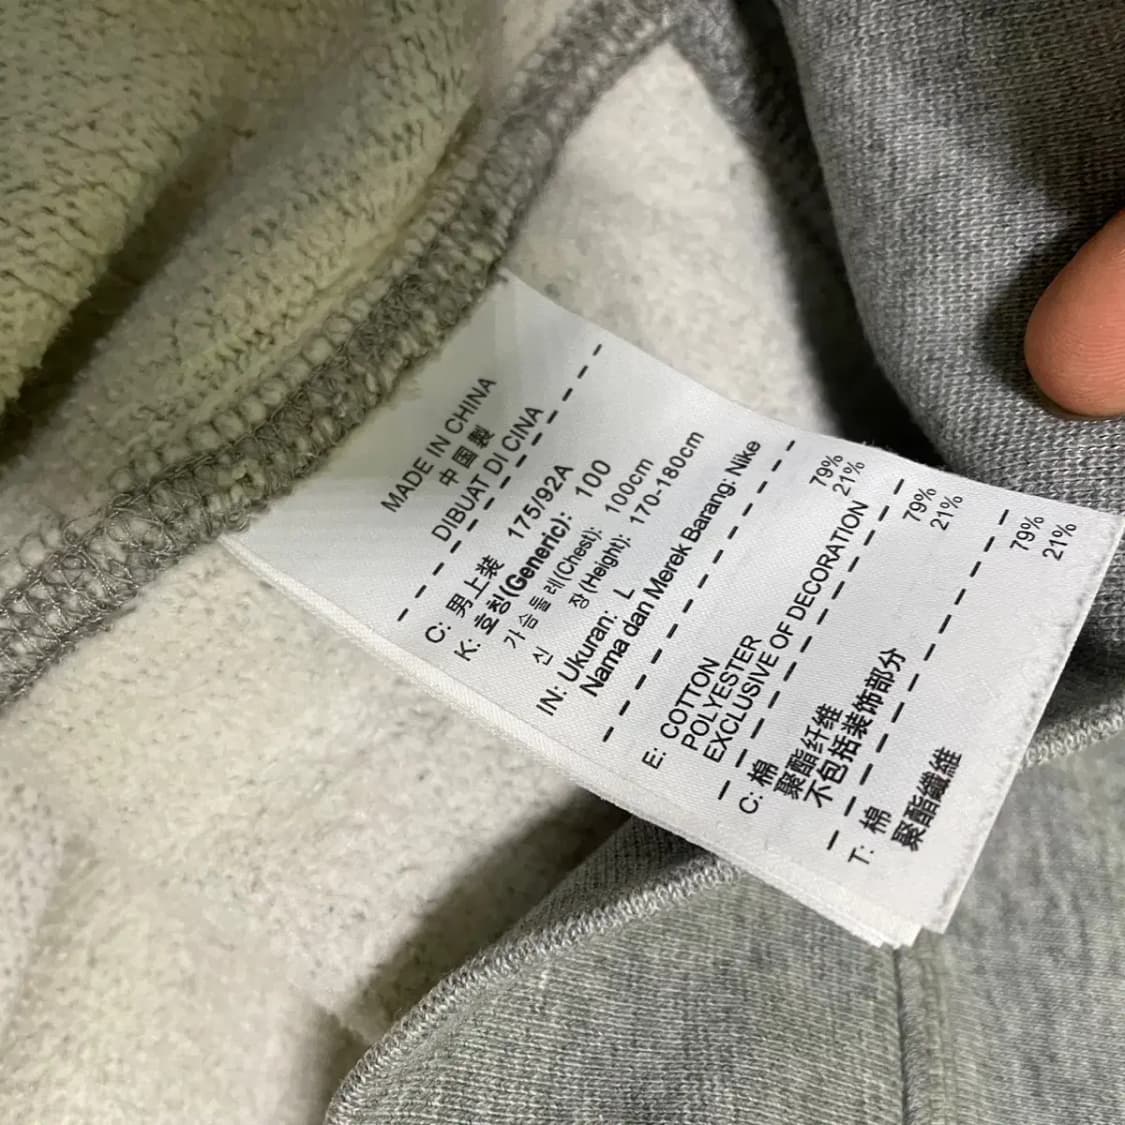 MADE IN CHINA
中国製
DIBUAT DI CINA
C: 男上装 175/92A
K: 호칭(Generic): 100
가슴둘레(Chest): 100cm
신 장(Height): 170-180cm
IN: Ukuran: L
Nama dan Merek Barang: Nike
E: COTTON 79%
POLYESTER 21%
EXCLUSIVE OF DECORATION
C: 棉 79%
聚酯纤维 21%
不包括装饰部分
T: 棉 79%
聚酯纖維 21%